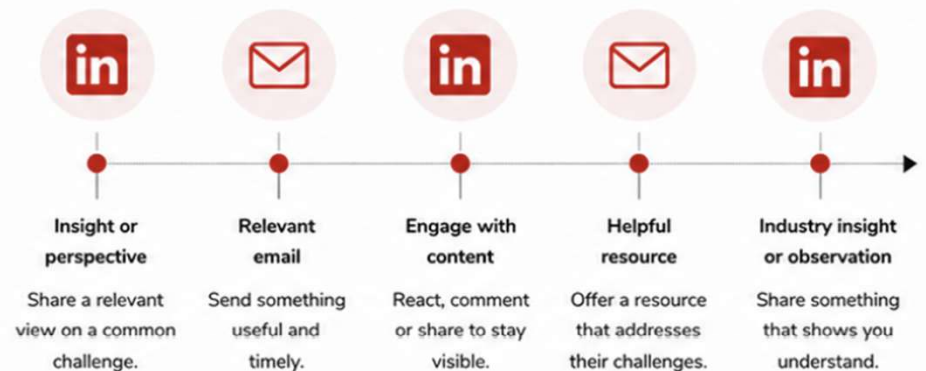 in
in
in
Insight or
perspective
Share a relevant
view on a common
challenge.
Relevant
email
Send something
useful and
timely.
Engage with
content
React, comment
or share to stay
visible.
Helpful
resource
Offer a resource
that addresses
their challenges.
Industry insight
or observation
Share something
that shows you
understand.